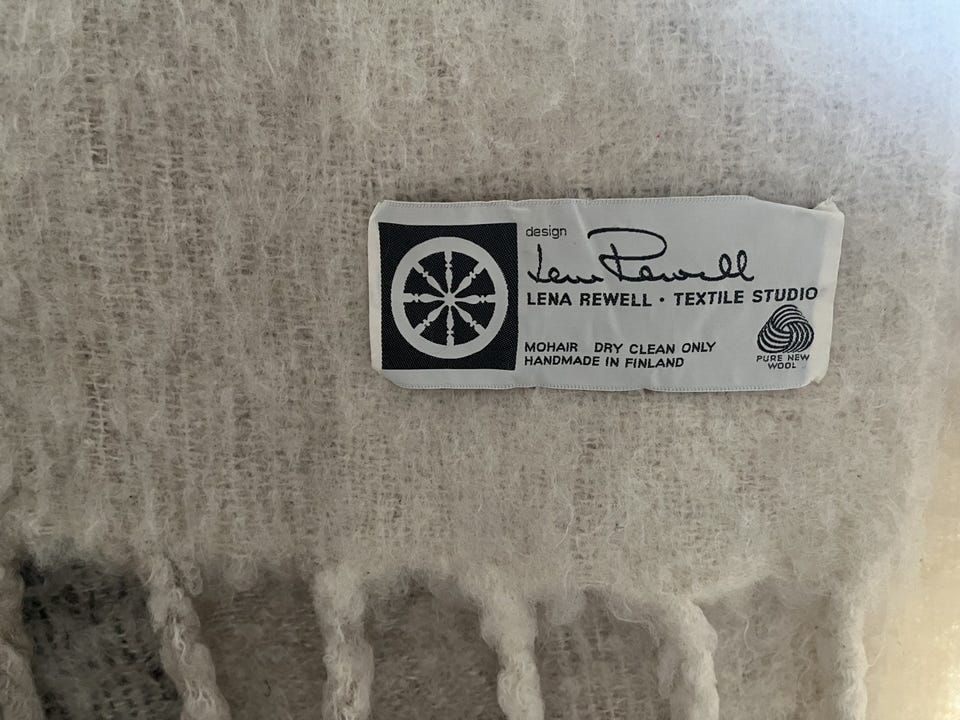 design
Lena Rewell
LENA REWELL · TEXTILE STUDIO
MOHAIR DRY CLEAN ONLY
HANDMADE IN FINLAND
PURE NEW
WOOL